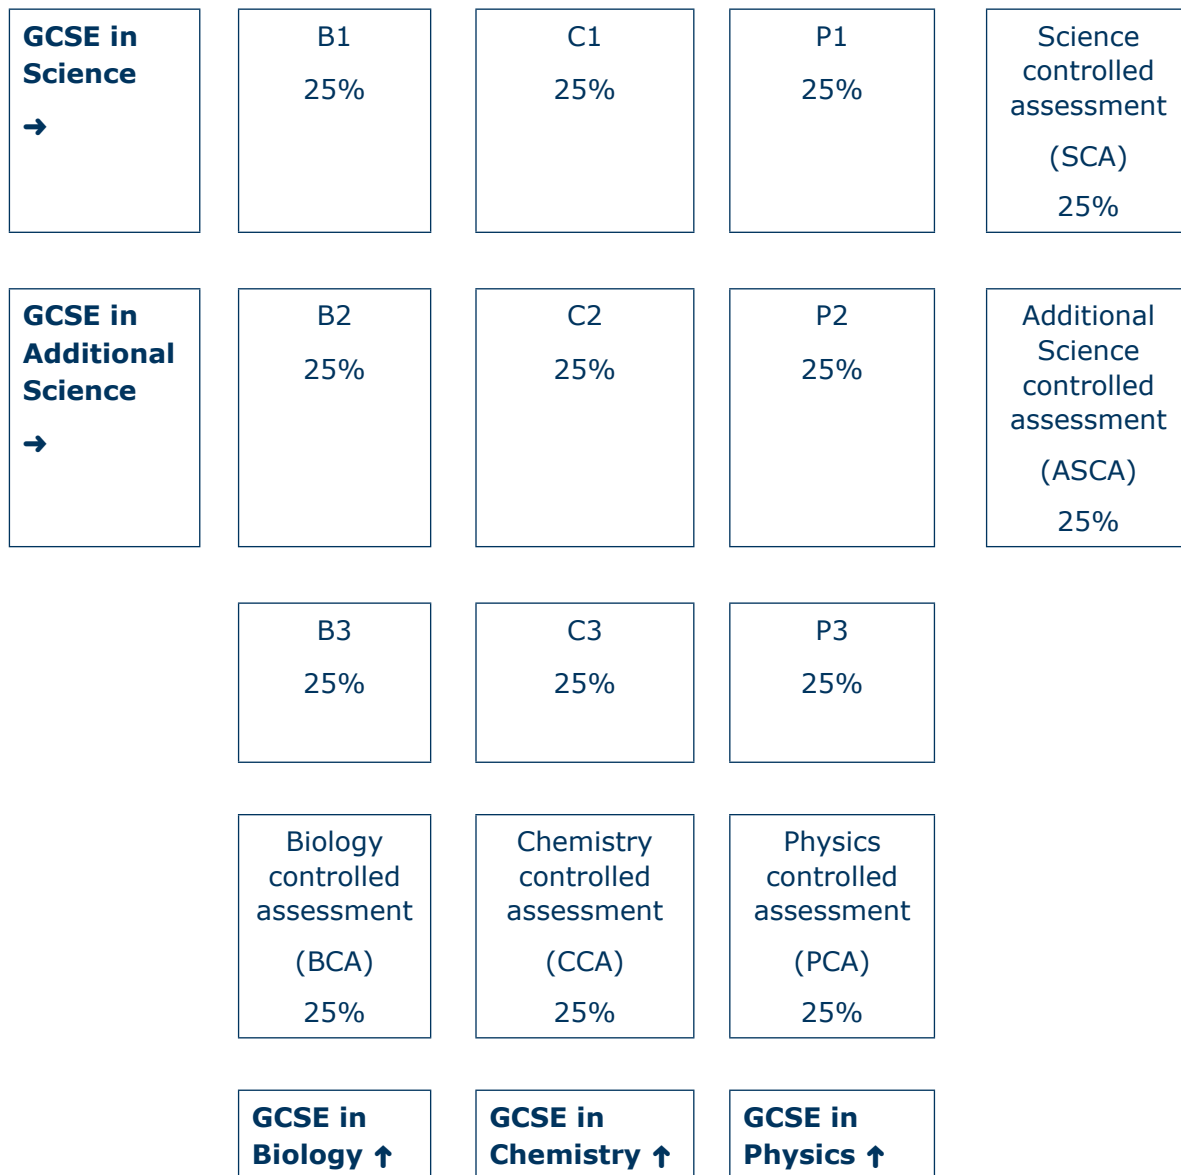 GCSE in
Science
➜
B1
25%
C1
25%
P1
25%
Science
controlled
assessment
(SCA)
25%
GCSE in
Additional
Science
➜
B2
25%
C2
25%
P2
25%
Additional
Science
controlled
assessment
(ASCA)
25%
B3
25%
C3
25%
P3
25%
Biology
controlled
assessment
(BCA)
25%
Chemistry
controlled
assessment
(CCA)
25%
Physics
controlled
assessment
(PCA)
25%
GCSE in
Biology ↑
GCSE in
Chemistry ↑
GCSE in
Physics ↑